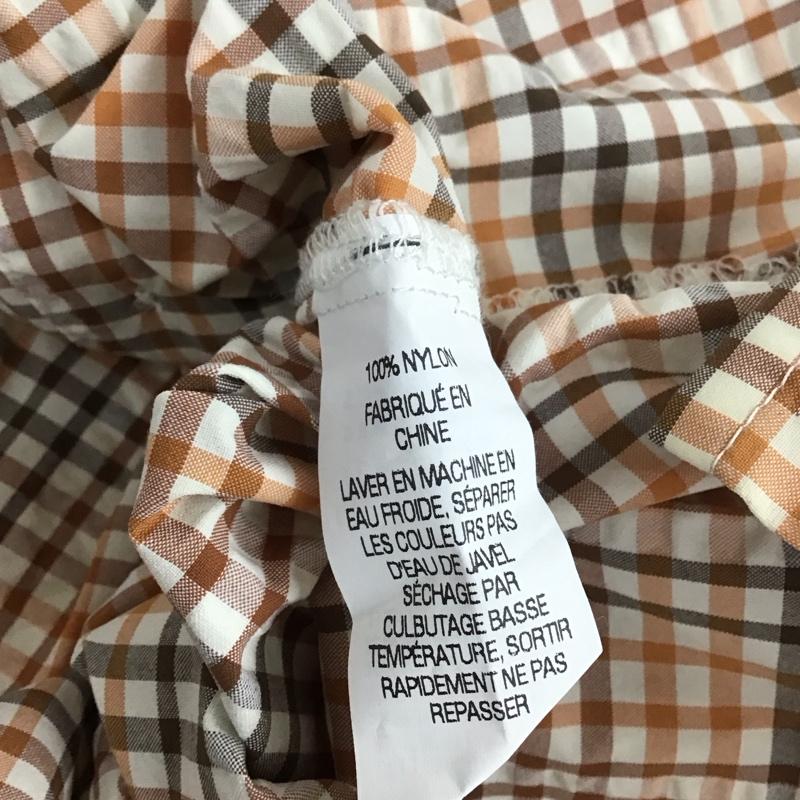 100% NYLON
FABRIQUÉ EN
CHINE
LAVER EN MACHINE EN
EAU FROIDE, SÉPARER
LES COULEURS PAS
D'EAU DE JAVEL
SÉCHAGE PAR
CULBUTAGE BASSE
TEMPÉRATURE, SORTIR
RAPIDEMENT NE PAS
REPASSER